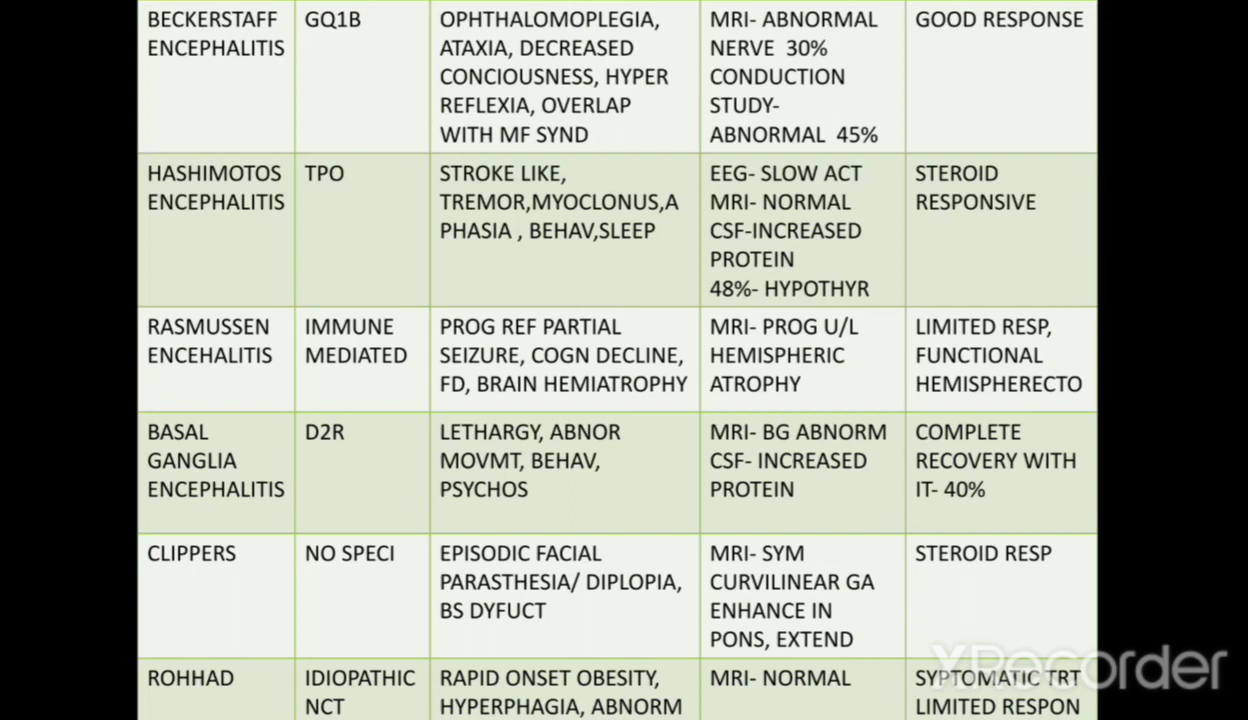 BECKERSTAFF
ENCEPHALITIS
GQ1B
OPHTHALOMOPLEGIA,
ATAXIA, DECREASED
CONCIOUSNESS, HYPER
REFLEXIA, OVERLAP
WITH MF SYND
MRI- ABNORMAL
NERVE 30%
CONDUCTION
STUDY-
ABNORMAL 45%
GOOD RESPONSE
HASHIMOTOS
ENCEPHALITIS
TPO
STROKE LIKE,
TREMOR,MYOCLONUS,A
PHASIA , BEHAV,SLEEP
EEG- SLOW ACT
MRI- NORMAL
CSF-INCREASED
PROTEIN
48%- HYPOTHYR
STEROID
RESPONSIVE
RASMUSSEN
ENCEHALITIS
IMMUNE
MEDIATED
PROG REF PARTIAL
SEIZURE, COGN DECLINE,
FD, BRAIN HEMIATROPHY
MRI- PROG U/L
HEMISPHERIC
ATROPHY
LIMITED RESP,
FUNCTIONAL
HEMISPHERECTO
BASAL
GANGLIA
ENCEPHALITIS
D2R
LETHARGY, ABNOR
MOVMT, BEHAV,
PSYCHOS
MRI- BG ABNORM
CSF- INCREASED
PROTEIN
COMPLETE
RECOVERY WITH
IT- 40%
CLIPPERS
NO SPECI
EPISODIC FACIAL
PARASTHESIA/ DIPLOPIA,
BS DYFUCT
MRI- SYM
CURVILINEAR GA
ENHANCE IN
PONS, EXTEND
STEROID RESP
ROHHAD
IDIOPATHIC
NCT
RAPID ONSET OBESITY,
HYPERPHAGIA, ABNORM
MRI- NORMAL
SYPTOMATIC TRT
LIMITED RESPON
XRecorder